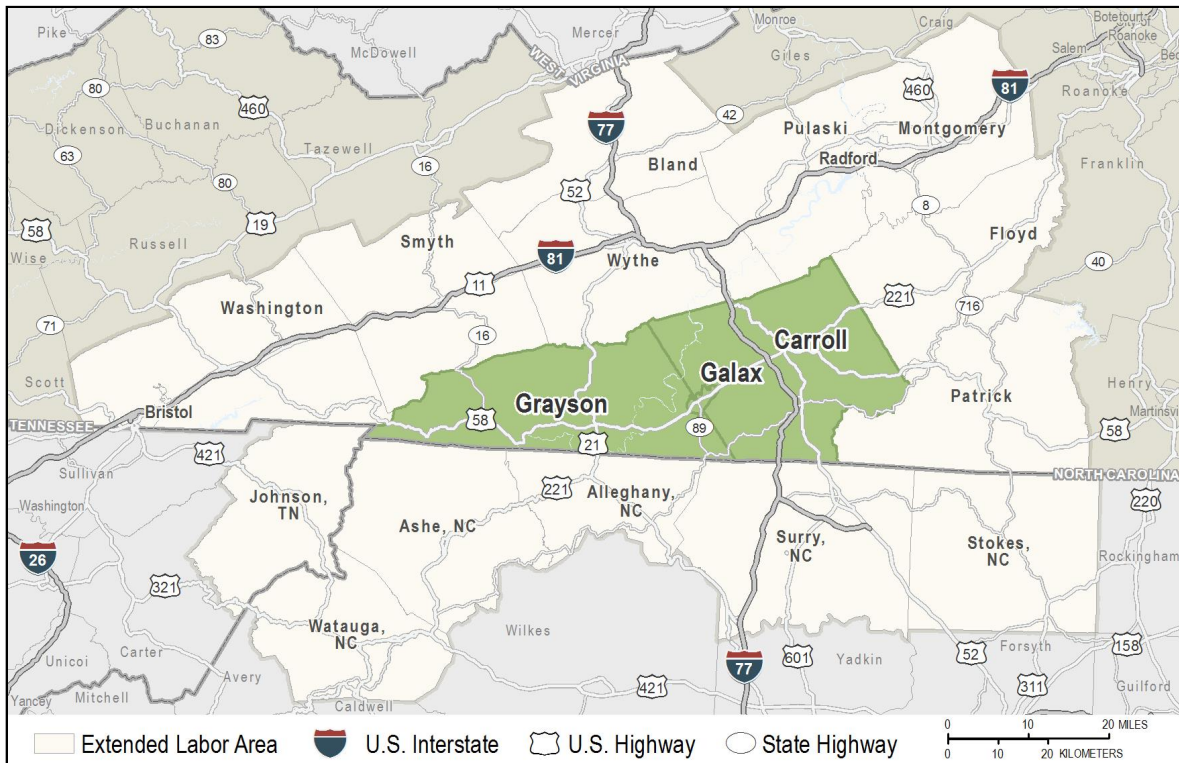 Pike
83
McDowell
Mercer
Monroe
Craig
Botetourt
City of
Roanoke
Salem
Bed
WEST VIRGINIA
Giles
80
460
460
81
Roanoke
Dickenson
Buchanan
77
42
Pulaski
Montgomery
63
Tazewell
16
Radford
Franklin
80
Bland
52
8
58
19
Smyth
Floyd
Wise
Russell
81
Wythe
40
11
Washington
221
716
71
16
Carroll
Galax
Scott
Grayson
Patrick
Henry
Bristol
58
89
Martinsv
TENNESSEE
21
58
421
Sullivan
NORTH CAROLINA
221
Alleghany,
NC
Johnson,
TN
220
Washington
Ashe, NC
Surry,
NC
Stokes,
NC
26
Rockingham
321
Watauga,
NC
Wilkes
77
601
Yadkin
52
Forsyth
158
Unicoi
Carter
Avery
421
311
Guilford
Mitchell
Yancey
Caldwell
Extended Labor Area
U.S. Interstate
U.S. Highway
State Highway
0 10 20 MILES
0 10 20 KILOMETERS